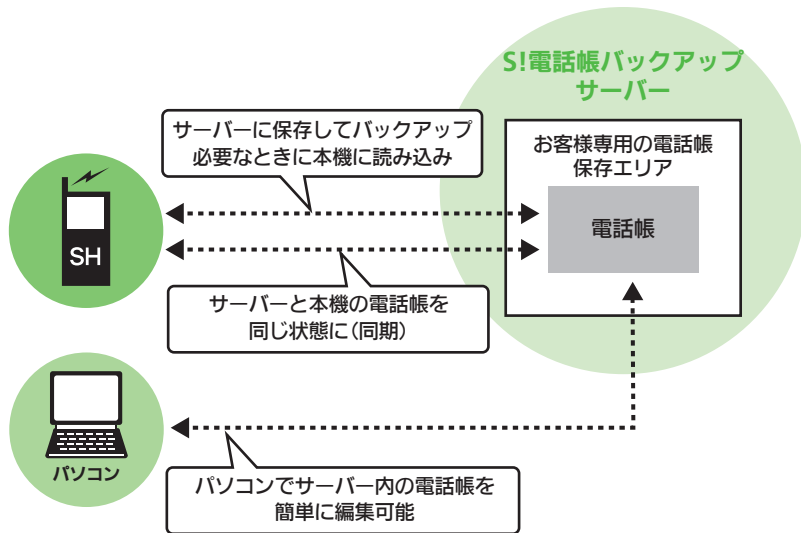 S!電話帳バックアップ
サーバー
サーバーに保存してバックアップ
必要なときに本機に読み込み
お客様専用の電話帳
保存エリア
電話帳
SH
サーバーと本機の電話帳を
同じ状態に(同期)
パソコン
パソコンでサーバー内の電話帳を
簡単に編集可能